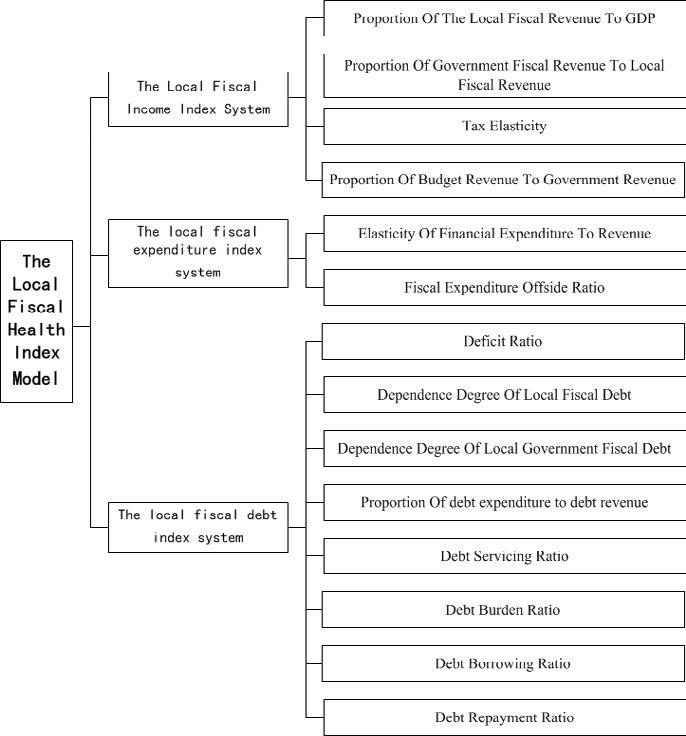 The
Local
Fiscal
Health
Index
Model
The Local Fiscal
Income Index System
Proportion Of The Local Fiscal Revenue To GDP
Proportion Of Government Fiscal Revenue To Local
Fiscal Revenue
Tax Elasticity
Proportion Of Budget Revenue To Government Revenue
The local fiscal
expenditure index
system
Elasticity Of Financial Expenditure To Revenue
Fiscal Expenditure Offside Ratio
The local fiscal debt
index system
Deficit Ratio
Dependence Degree Of Local Fiscal Debt
Dependence Degree Of Local Government Fiscal Debt
Proportion Of debt expenditure to debt revenue
Debt Servicing Ratio
Debt Burden Ratio
Debt Borrowing Ratio
Debt Repayment Ratio